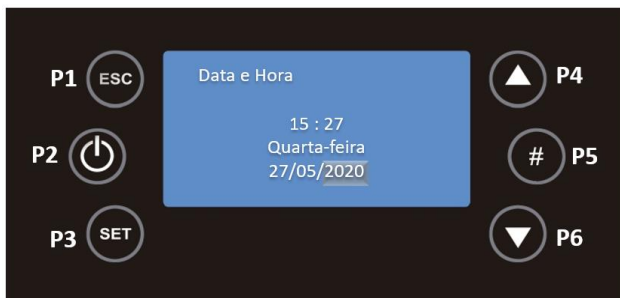 P1 ESC
Data e Hora
P4
15 : 27
P2
Quarta-feira
# P5
27/05/2020
P3 SET
P6